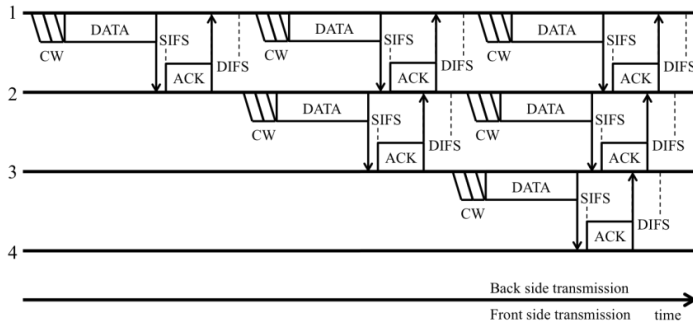 1
DATA DATA DATA
CW SIFS CW SIFS CW SIFS
ACK DIFS ACK DIFS ACK DIFS
2
DATA DATA
CW SIFS CW SIFS
ACK DIFS ACK DIFS
3
DATA
CW SIFS
ACK DIFS
4
Back side transmission
Front side transmission time